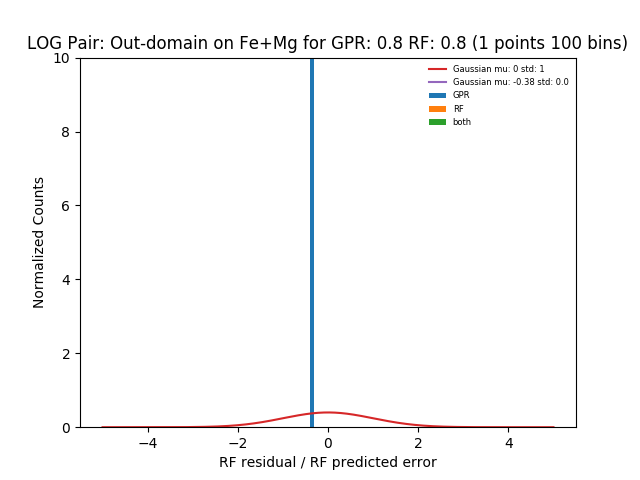 LOG Pair: Out-domain on Fe+Mg for GPR: 0.8 RF: 0.8 (1 points 100 bins)
Gaussian mu: 0 std: 1
Gaussian mu: -0.38 std: 0.0
GPR
RF
both
Normalized Counts
10
8
6
4
2
0
−4
−2
0
2
4
RF residual / RF predicted error